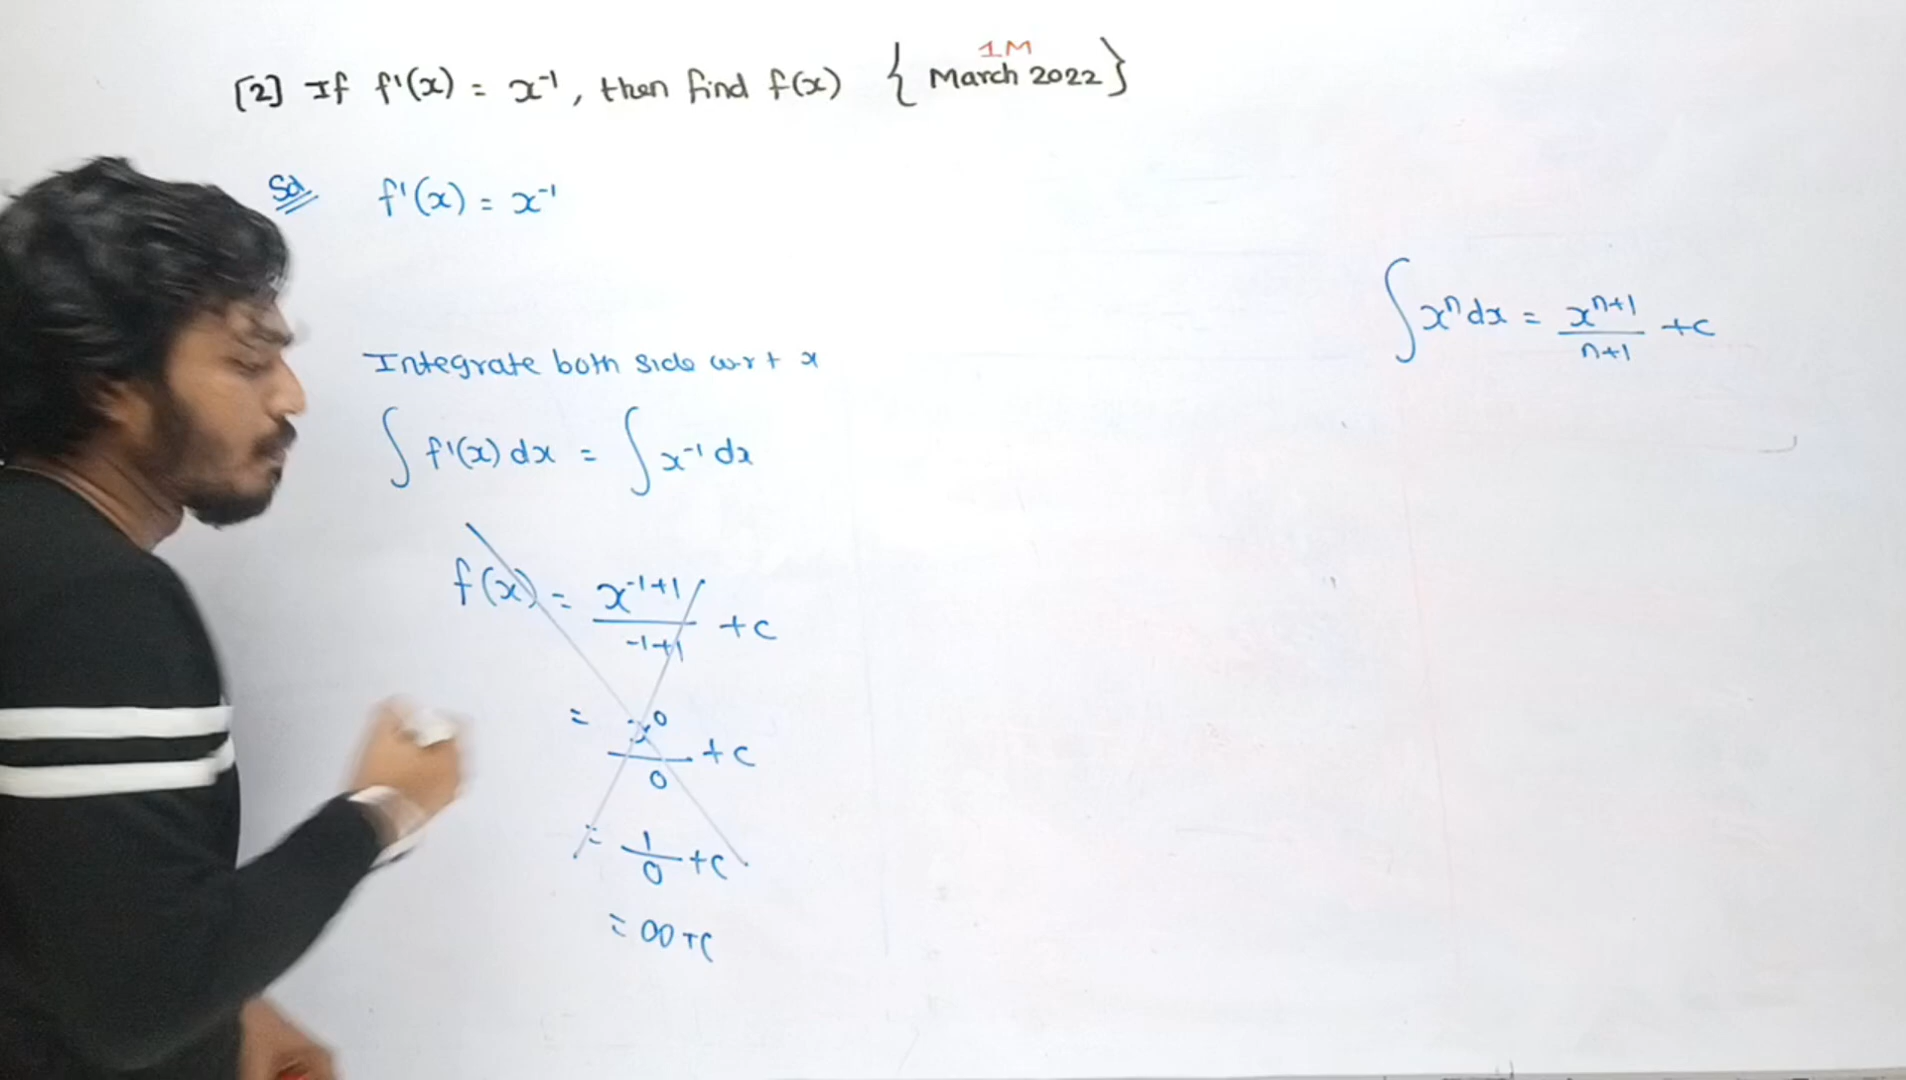 [2] If f'(x) = x⁻¹, then find f(x) { 1M March 2022 }
Sol f'(x) = x⁻¹
∫ xⁿ dx = xⁿ⁺¹ / n+1 + c
Integrate both side w.r.t x
∫ f'(x) dx = ∫ x⁻¹ dx
f(x) = x⁻¹⁺¹ / -1+1 + c
= x⁰ / 0 + c
= 1 / 0 + c
= ∞ + c